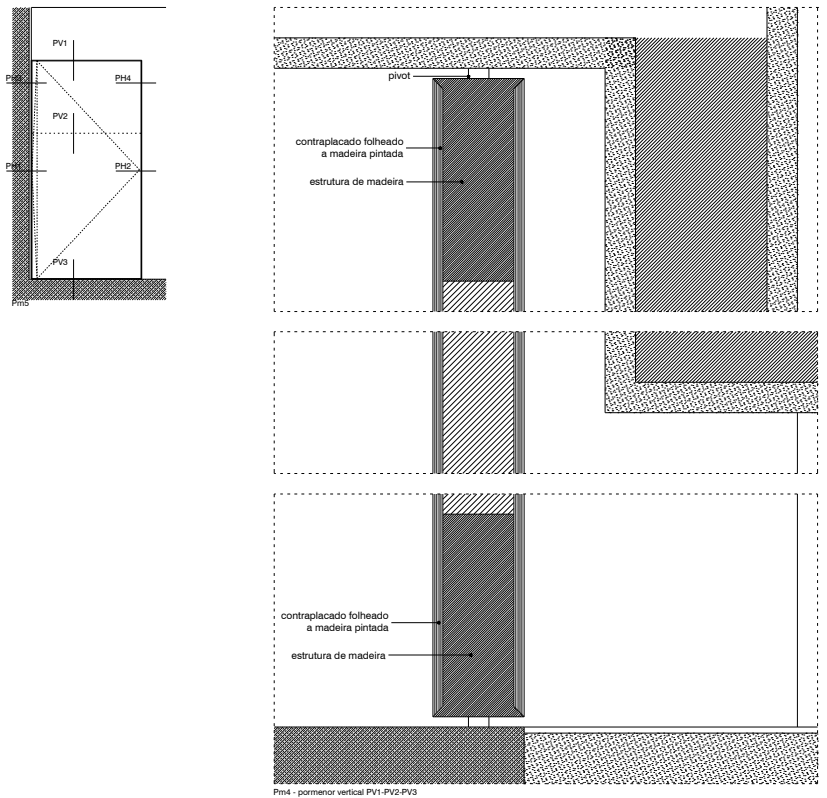 PV1
PH3
PH4
PV2
PH1
PH2
PV3
Pm5
pivot
contraplacado folheado
a madeira pintada
estrutura de madeira
contraplacado folheado
a madeira pintada
estrutura de madeira
Pm4 - pormenor vertical PV1-PV2-PV3